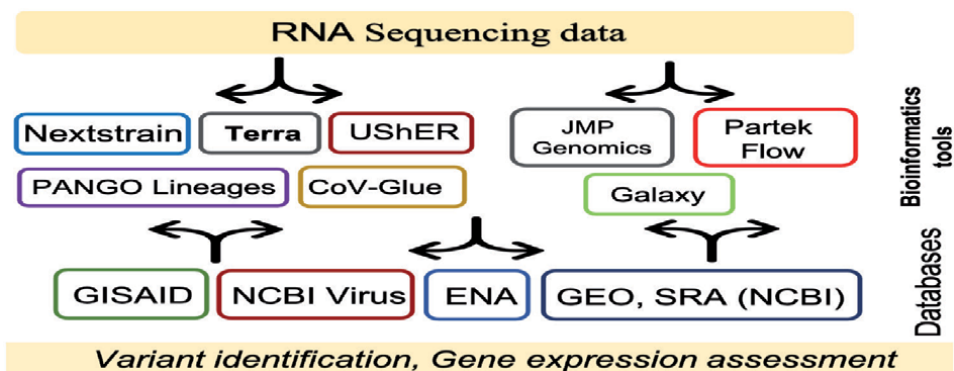 RNA Sequencing data
Nextstrain
Terra
UShER
JMP
Genomics
Partek
Flow
PANGO Lineages
CoV-Glue
Galaxy
Bioinformatics
tools
GISAID
NCBI Virus
ENA
GEO, SRA (NCBI)
Databases
Variant identification, Gene expression assessment